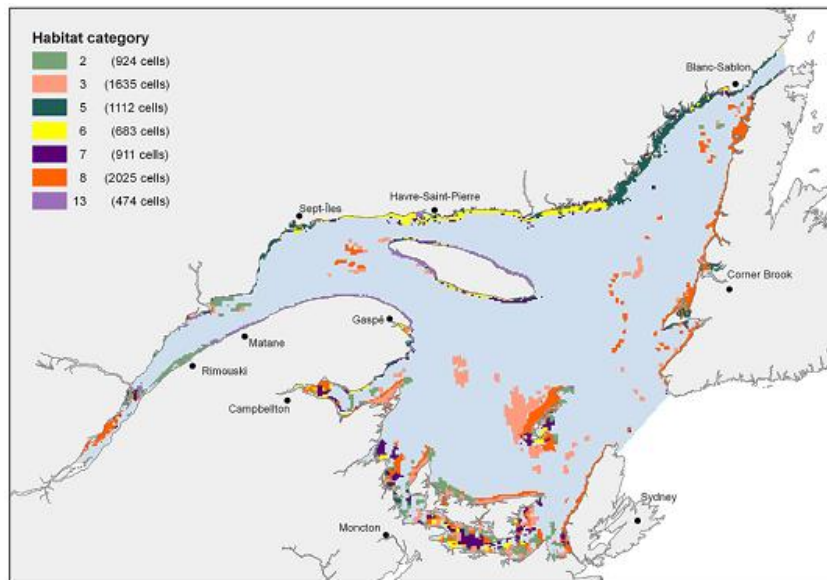 Habitat category
2 (924 cells)
3 (1635 cells)
5 (1112 cells)
6 (683 cells)
7 (911 cells)
8 (2025 cells)
13 (474 cells)
Blanc-Sablon
Havre-Saint-Pierre
Sept-Îles
Corner Brook
Gaspé
Matane
Rimouski
Campbellton
Sydney
Moncton